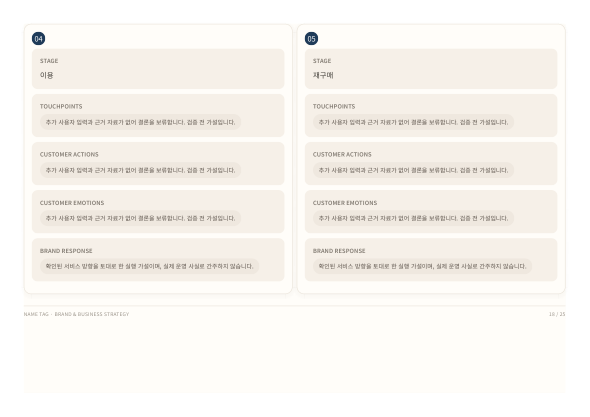 04
STAGE
이용
TOUCHPOINTS
추가 사용자 입력과 근거 자료가 없어 결론을 보류합니다. 검증 전 가설입니다.
CUSTOMER ACTIONS
추가 사용자 입력과 근거 자료가 없어 결론을 보류합니다. 검증 전 가설입니다.
CUSTOMER EMOTIONS
추가 사용자 입력과 근거 자료가 없어 결론을 보류합니다. 검증 전 가설입니다.
BRAND RESPONSE
확인된 서비스 방향을 토대로 한 실행 가설이며, 실제 운영 사실로 간주하지 않습니다.
05
STAGE
재구매
TOUCHPOINTS
추가 사용자 입력과 근거 자료가 없어 결론을 보류합니다. 검증 전 가설입니다.
CUSTOMER ACTIONS
추가 사용자 입력과 근거 자료가 없어 결론을 보류합니다. 검증 전 가설입니다.
CUSTOMER EMOTIONS
추가 사용자 입력과 근거 자료가 없어 결론을 보류합니다. 검증 전 가설입니다.
BRAND RESPONSE
확인된 서비스 방향을 토대로 한 실행 가설이며, 실제 운영 사실로 간주하지 않습니다.
NAME TAG · BRAND & BUSINESS STRATEGY
18 / 25